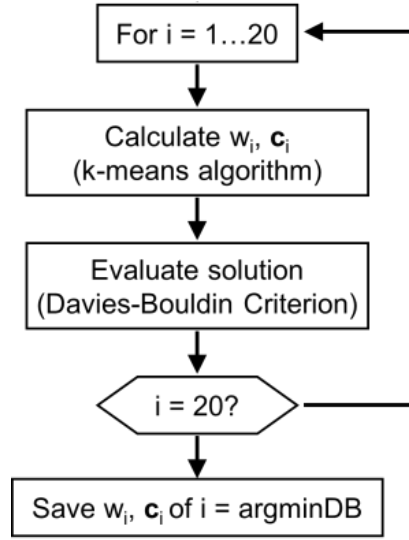 For i = 1…20
Calculate wᵢ, cᵢ
(k-means algorithm)
Evaluate solution
(Davies-Bouldin Criterion)
i = 20?
Save wᵢ, cᵢ of i = argminDB